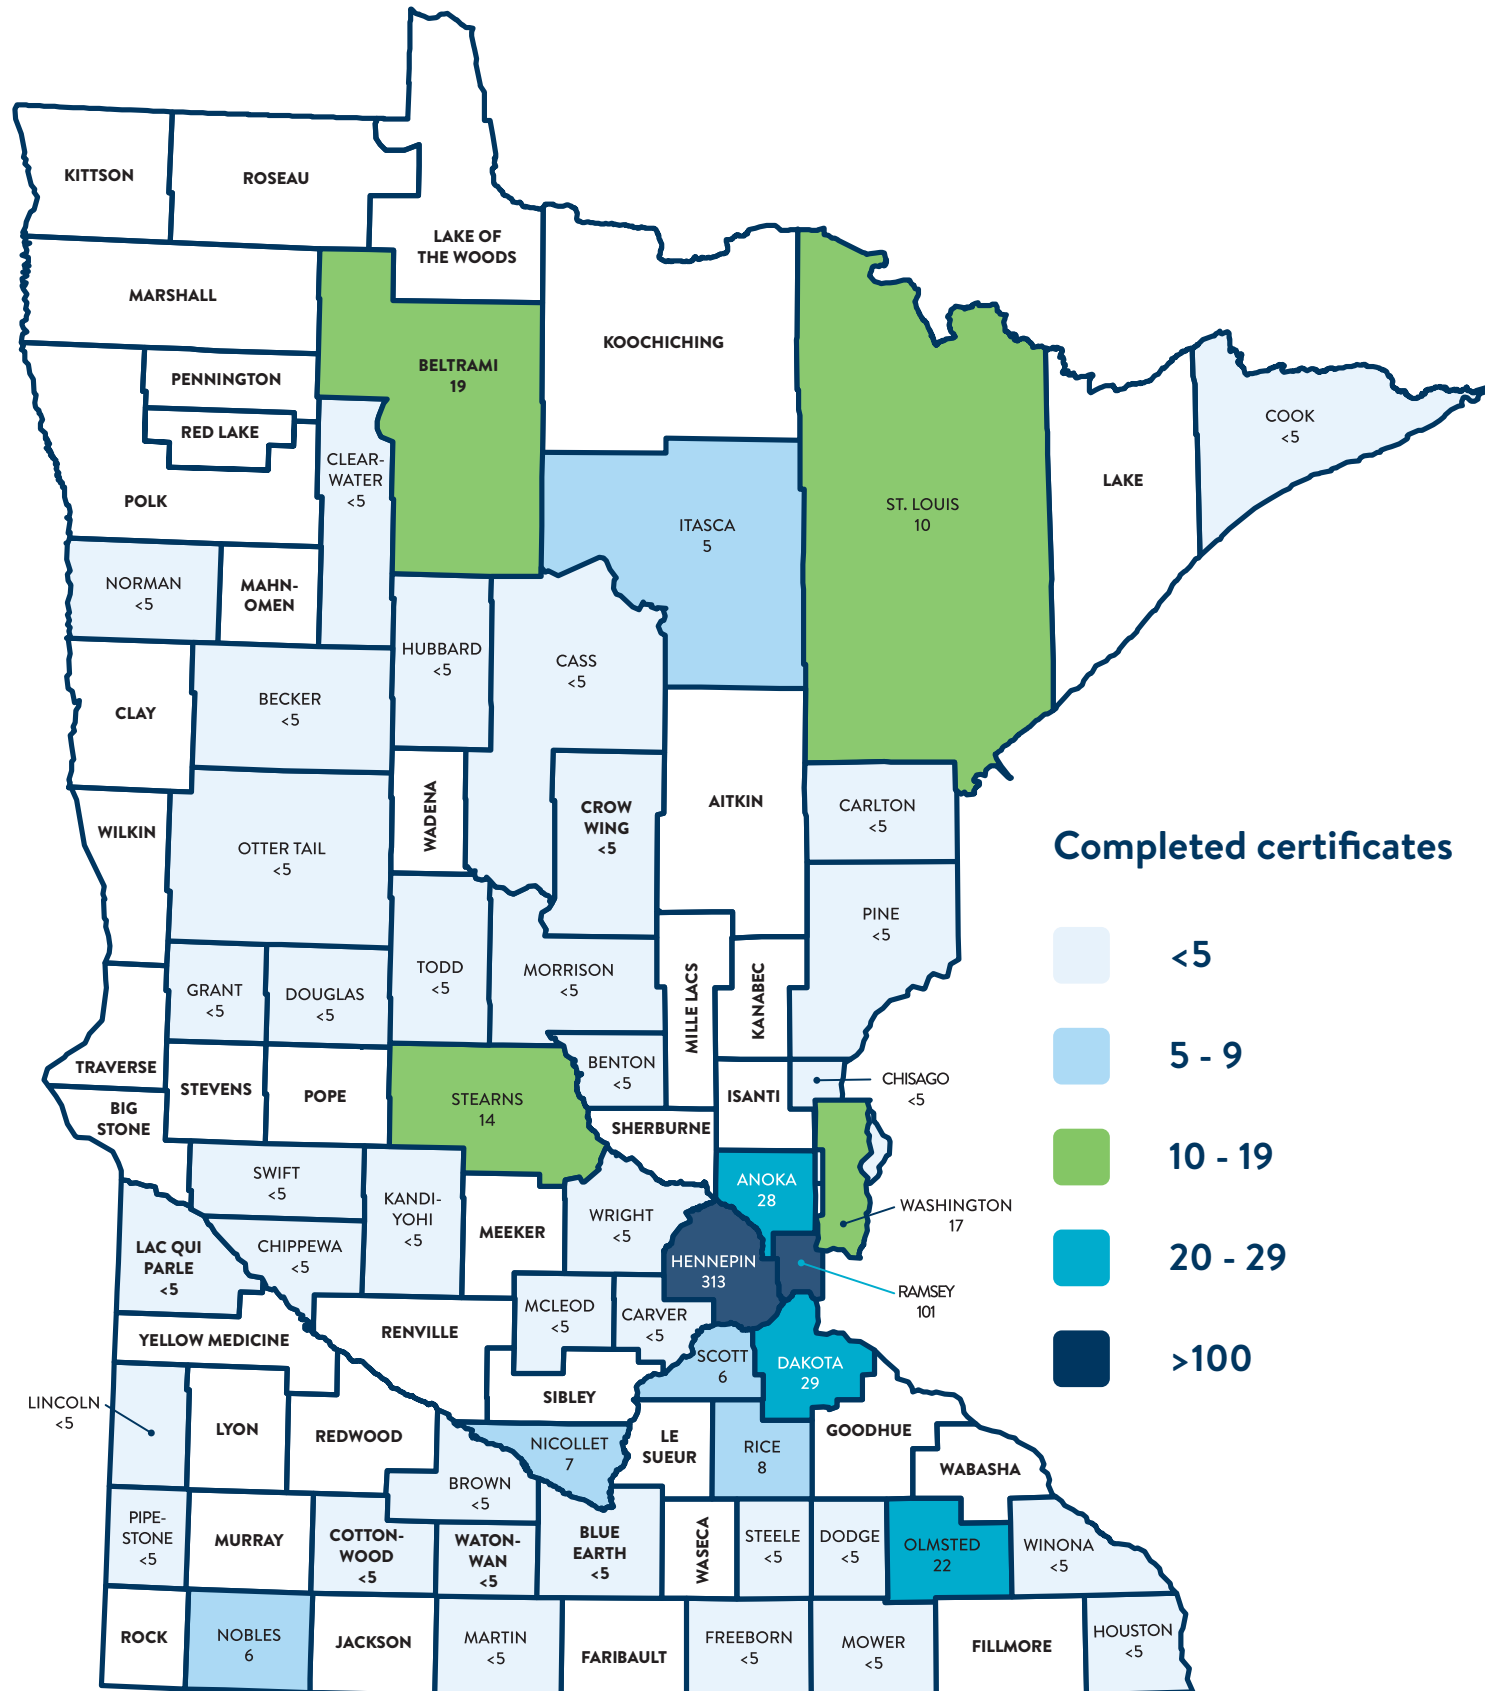 KITTSON
ROSEAU
LAKE OF
THE WOODS
MARSHALL
KOOCHICHING
BELTRAMI
19
PENNINGTON
RED LAKE
COOK
<5
CLEAR-
WATER
<5
LAKE
POLK
ST. LOUIS
10
ITASCA
5
NORMAN
<5
MAHN-
OMEN
HUBBARD
<5
CASS
<5
BECKER
<5
CLAY
WADENA
CROW
WING
<5
AITKIN
CARLTON
<5
WILKIN
OTTER TAIL
<5
Completed certificates
<5
5 - 9
10 - 19
20 - 29
>100
PINE
<5
TODD
<5
MORRISON
<5
MILLE LACS
KANABEC
GRANT
<5
DOUGLAS
<5
TRAVERSE
STEVENS
POPE
BENTON
<5
CHISAGO
<5
ISANTI
BIG
STONE
STEARNS
14
SHERBURNE
SWIFT
<5
ANOKA
28
KANDI-
YOHI
<5
WASHINGTON
17
WRIGHT
<5
MEEKER
LAC QUI
PARLE
<5
CHIPPEWA
<5
HENNEPIN
313
RAMSEY
101
MCLEOD
<5
CARVER
<5
RENVILLE
YELLOW MEDICINE
SCOTT
6
DAKOTA
29
SIBLEY
LINCOLN
<5
LYON
REDWOOD
NICOLLET
7
LE
SUEUR
RICE
8
GOODHUE
WABASHA
BROWN
<5
PIPE-
STONE
<5
MURRAY
COTTON-
WOOD
<5
WATON-
WAN
<5
BLUE
EARTH
<5
WASECA
STEELE
<5
DODGE
<5
OLMSTED
22
WINONA
<5
ROCK
NOBLES
6
JACKSON
MARTIN
<5
FARIBAULT
FREEBORN
<5
MOWER
<5
FILLMORE
HOUSTON
<5